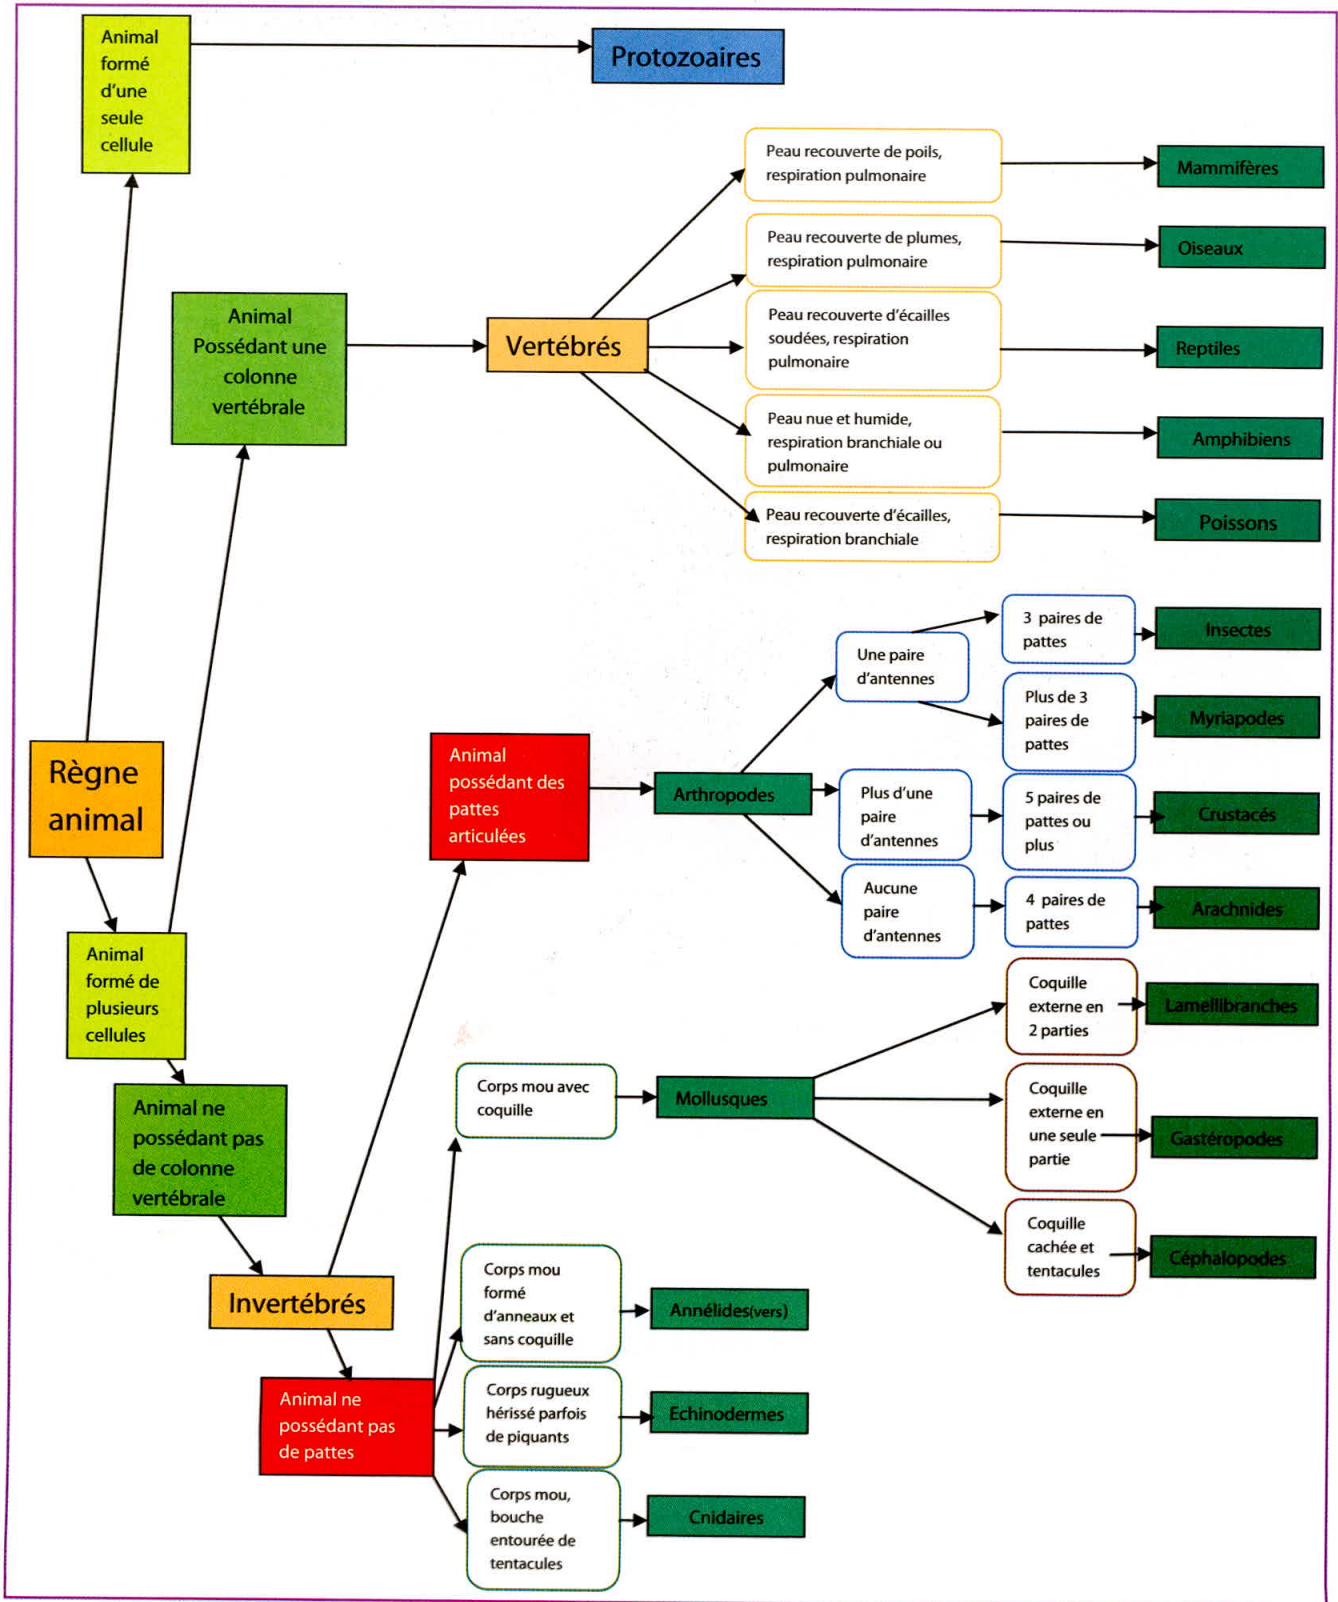 Animal
formé
d'une
seule
cellule
Protozoaires
Peau recouverte de poils,
respiration pulmonaire
Mammifères
Peau recouverte de plumes,
respiration pulmonaire
Oiseaux
Animal
Possédant une
colonne
vertébrale
Vertébrés
Peau recouverte d'écailles
soudées, respiration
pulmonaire
Reptiles
Peau nue et humide,
respiration branchiale ou
pulmonaire
Amphibiens
Peau recouverte d'écailles,
respiration branchiale
Poissons
Règne
animal
Animal
possédant des
pattes
articulées
Arthropodes
Une paire
d'antennes
3 paires de
pattes
Insectes
Plus de 3
paires de
pattes
Myriapodes
Plus d'une
paire
d'antennes
5 paires de
pattes ou
plus
Crustacés
Aucune
paire
d'antennes
4 paires de
pattes
Arachnides
Animal
formé de
plusieurs
cellules
Animal ne
possédant pas
de colonne
vertébrale
Invertébrés
Corps mou avec
coquille
Mollusques
Coquille
externe en
2 parties
Lamellibranches
Coquille
externe en
une seule
partie
Gastéropodes
Coquille
cachée et
tentacules
Céphalopodes
Animal ne
possédant pas
de pattes
Corps mou
formé
d'anneaux et
sans coquille
Annélides(vers)
Corps rugueux
hérissé parfois
de piquants
Echinodermes
Corps mou,
bouche
entourée de
tentacules
Cnidaires